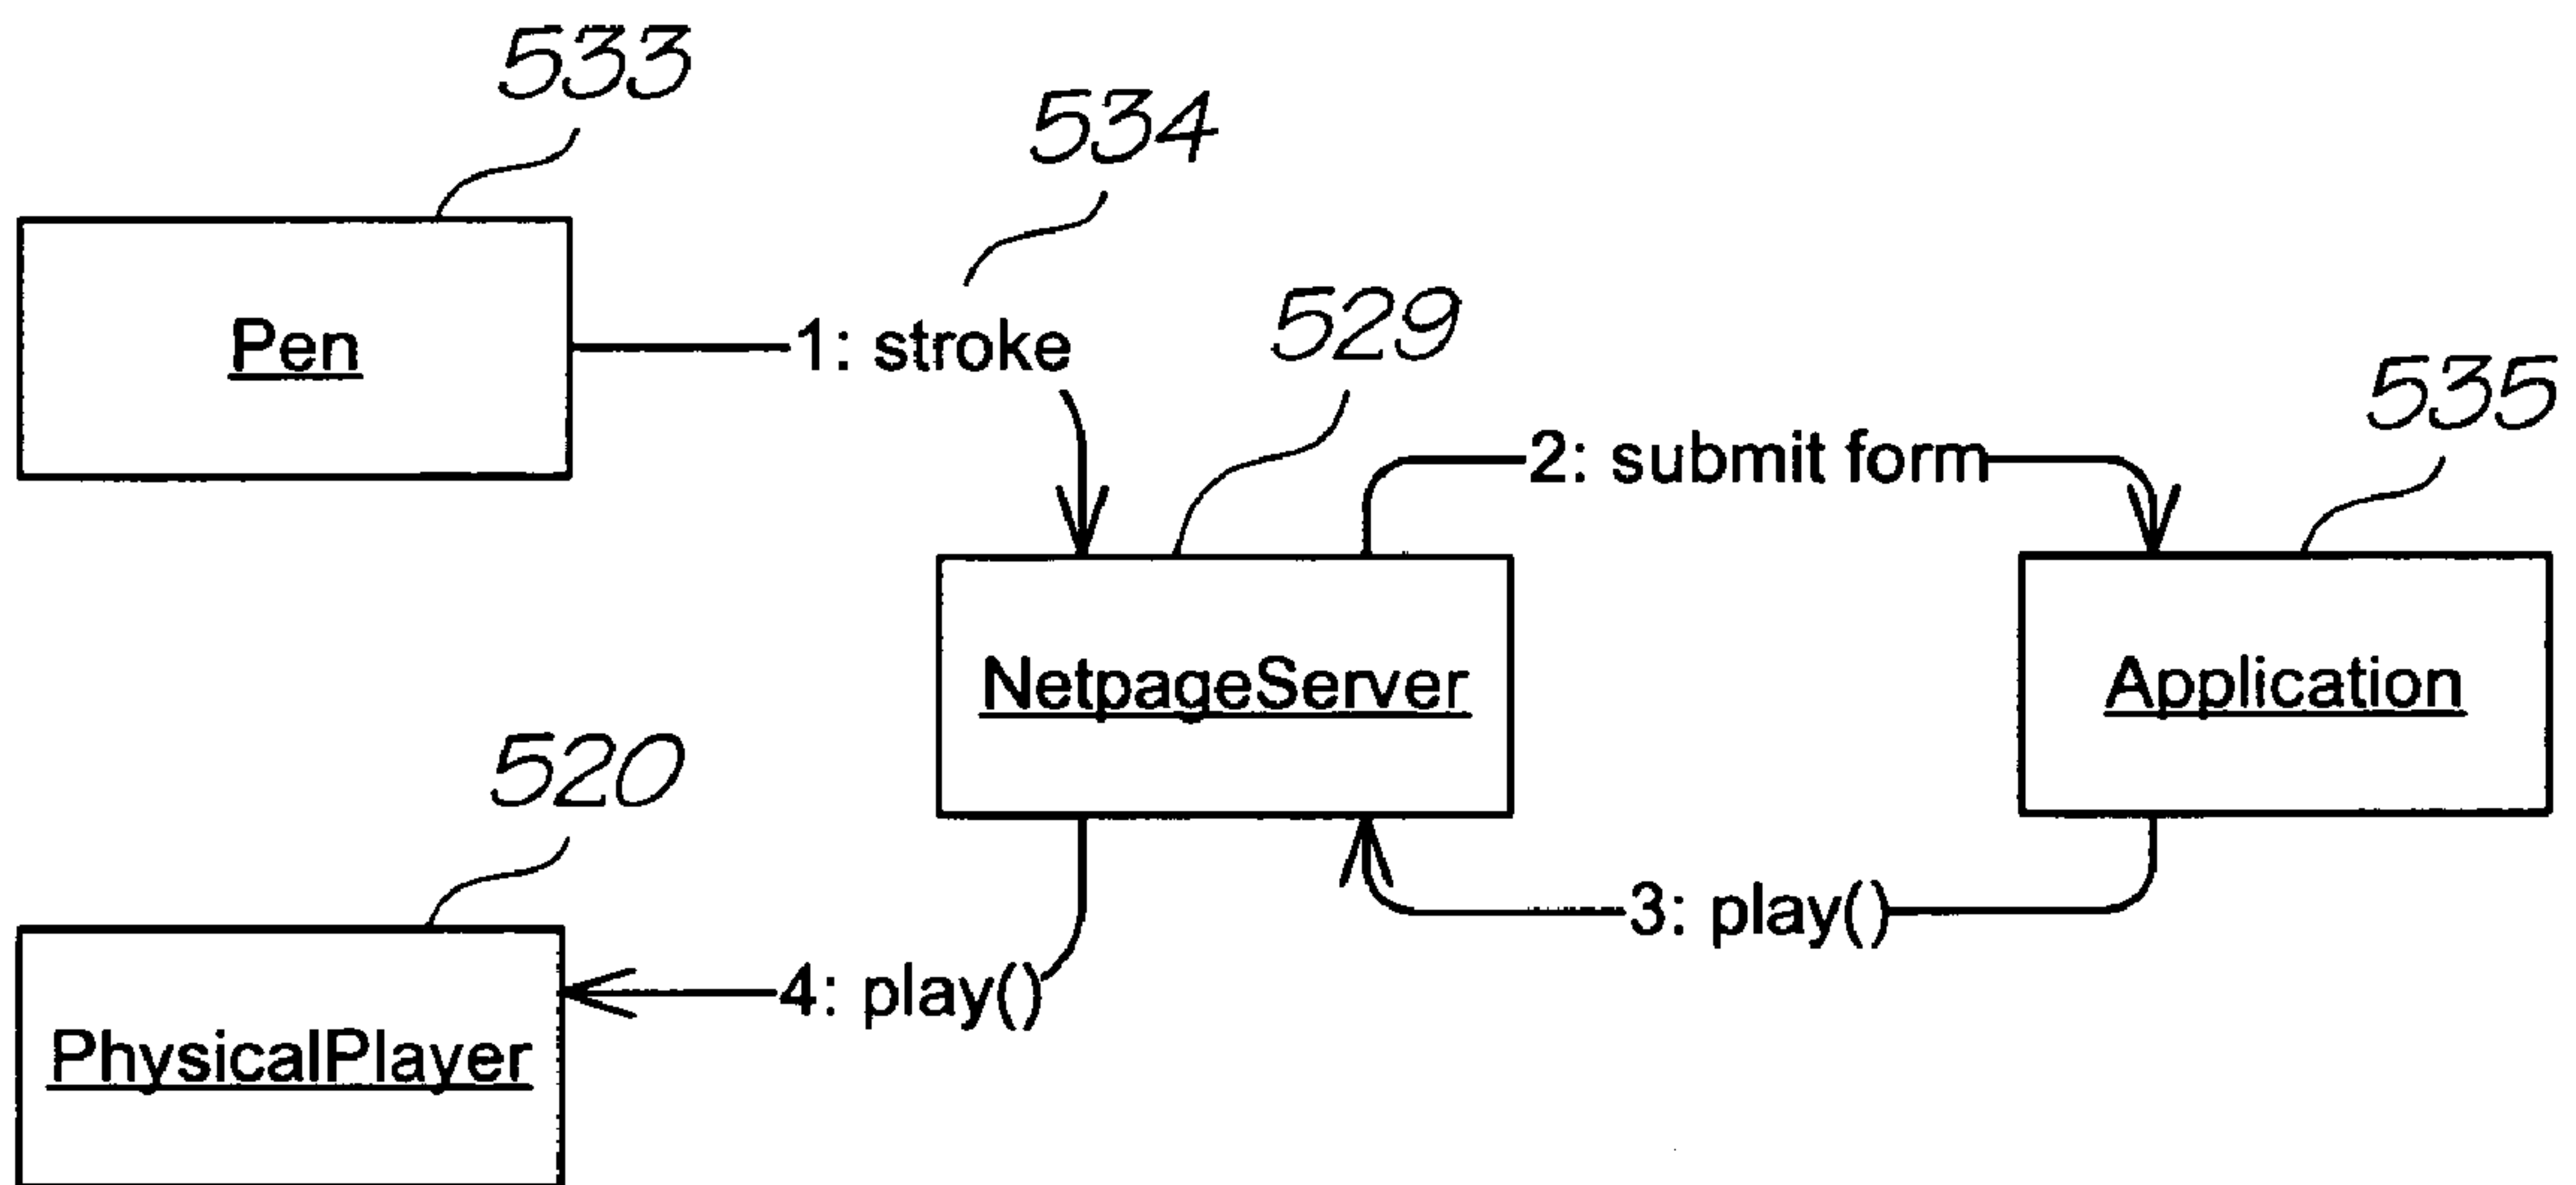 533
534
Pen
1: stroke
529
535
2: submit form
NetpageServer
Application
520
3: play()
4: play()
PhysicalPlayer